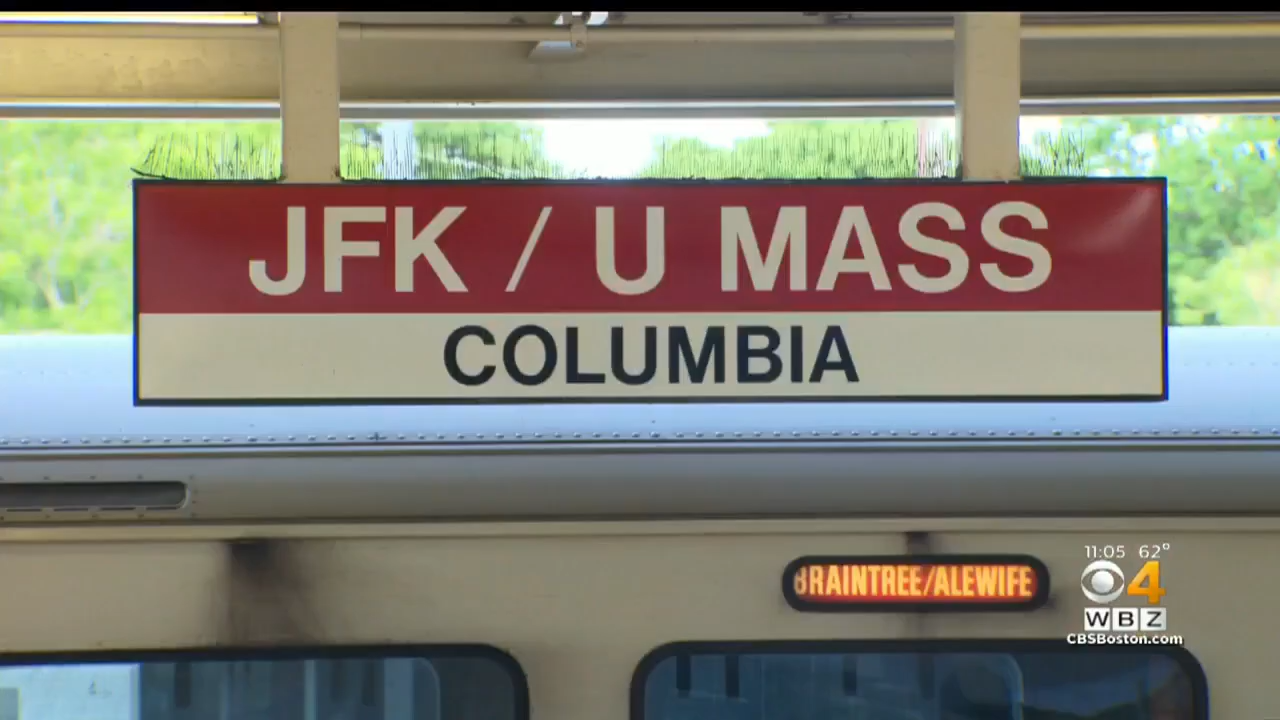 JFK / U MASS
COLUMBIA
BRAINTREE/ALEWIFE
11:05 62°
4
WBZ
CBSBoston.com